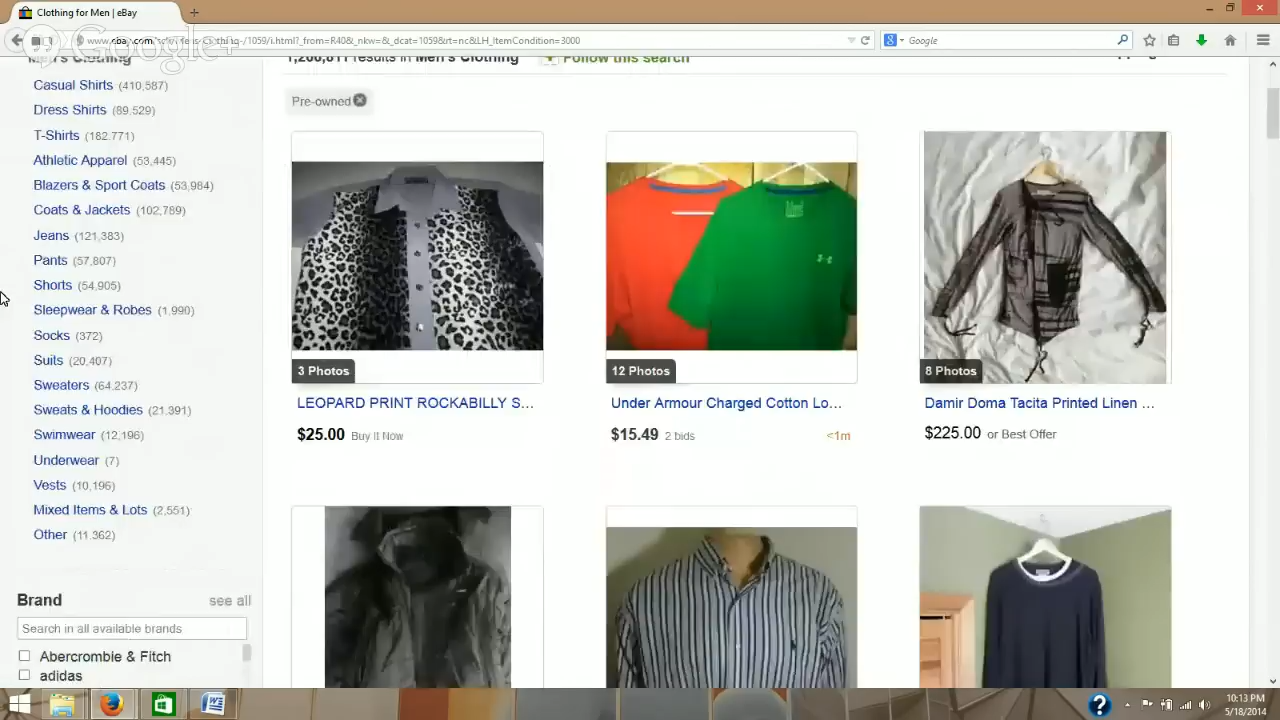 Clothing for Men | eBay
Google+
Google
results in Men's Clothing
Follow this search
Men's Clothing
Casual Shirts (410,587)
Dress Shirts (89,529)
T-Shirts (182,771)
Athletic Apparel (53,445)
Blazers & Sport Coats (53,984)
Coats & Jackets (102,789)
Jeans (121,383)
Pants (57,807)
Shorts (54,905)
Sleepwear & Robes (1,990)
Socks (372)
Suits (20,407)
Sweaters (64,237)
Sweats & Hoodies (21,391)
Swimwear (12,196)
Underwear (7)
Vests (10,196)
Mixed Items & Lots (2,551)
Other (11,362)
Brand see all
Search in all available brands
Abercrombie & Fitch
adidas
Pre-owned
3 Photos
LEOPARD PRINT ROCKABILLY S...
$25.00 Buy It Now
12 Photos
Under Armour Charged Cotton Lo...
$15.49 2 bids <1m
8 Photos
Damir Doma Tacita Printed Linen ...
$225.00 or Best Offer
10:13 PM
5/18/2014